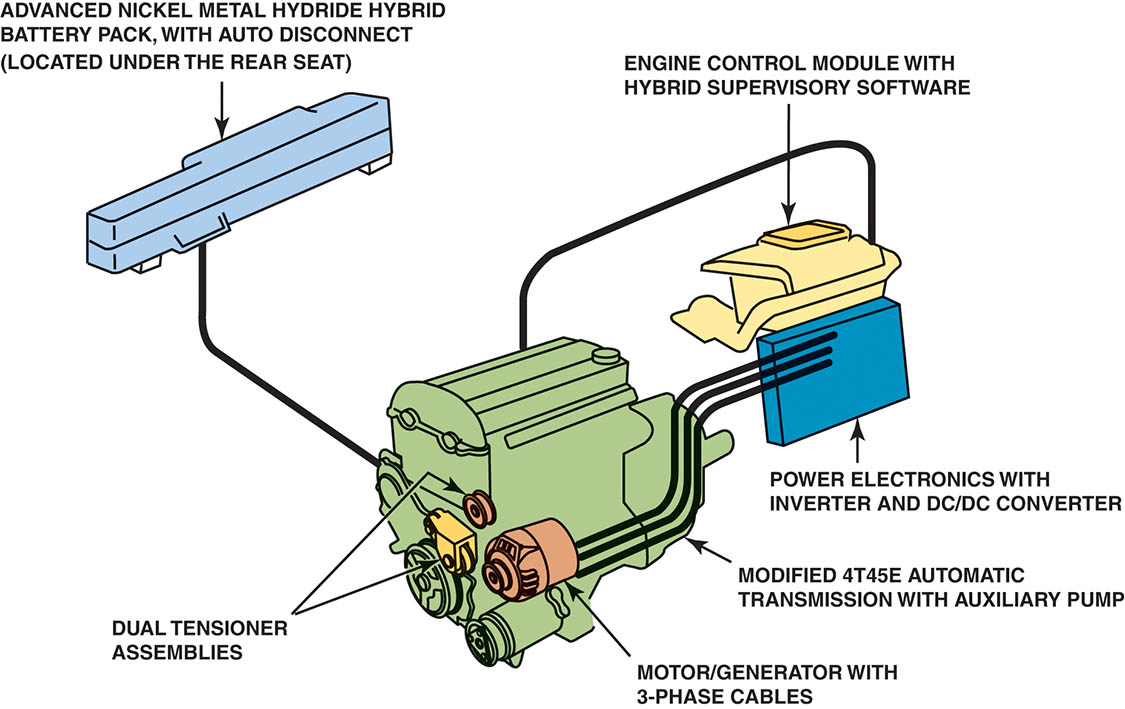 ADVANCED NICKEL METAL HYDRIDE HYBRID
BATTERY PACK, WITH AUTO DISCONNECT
(LOCATED UNDER THE REAR SEAT)
ENGINE CONTROL MODULE WITH
HYBRID SUPERVISORY SOFTWARE
POWER ELECTRONICS WITH
INVERTER AND DC/DC CONVERTER
MODIFIED 4T45E AUTOMATIC
TRANSMISSION WITH AUXILIARY PUMP
DUAL TENSIONER
ASSEMBLIES
MOTOR/GENERATOR WITH
3-PHASE CABLES